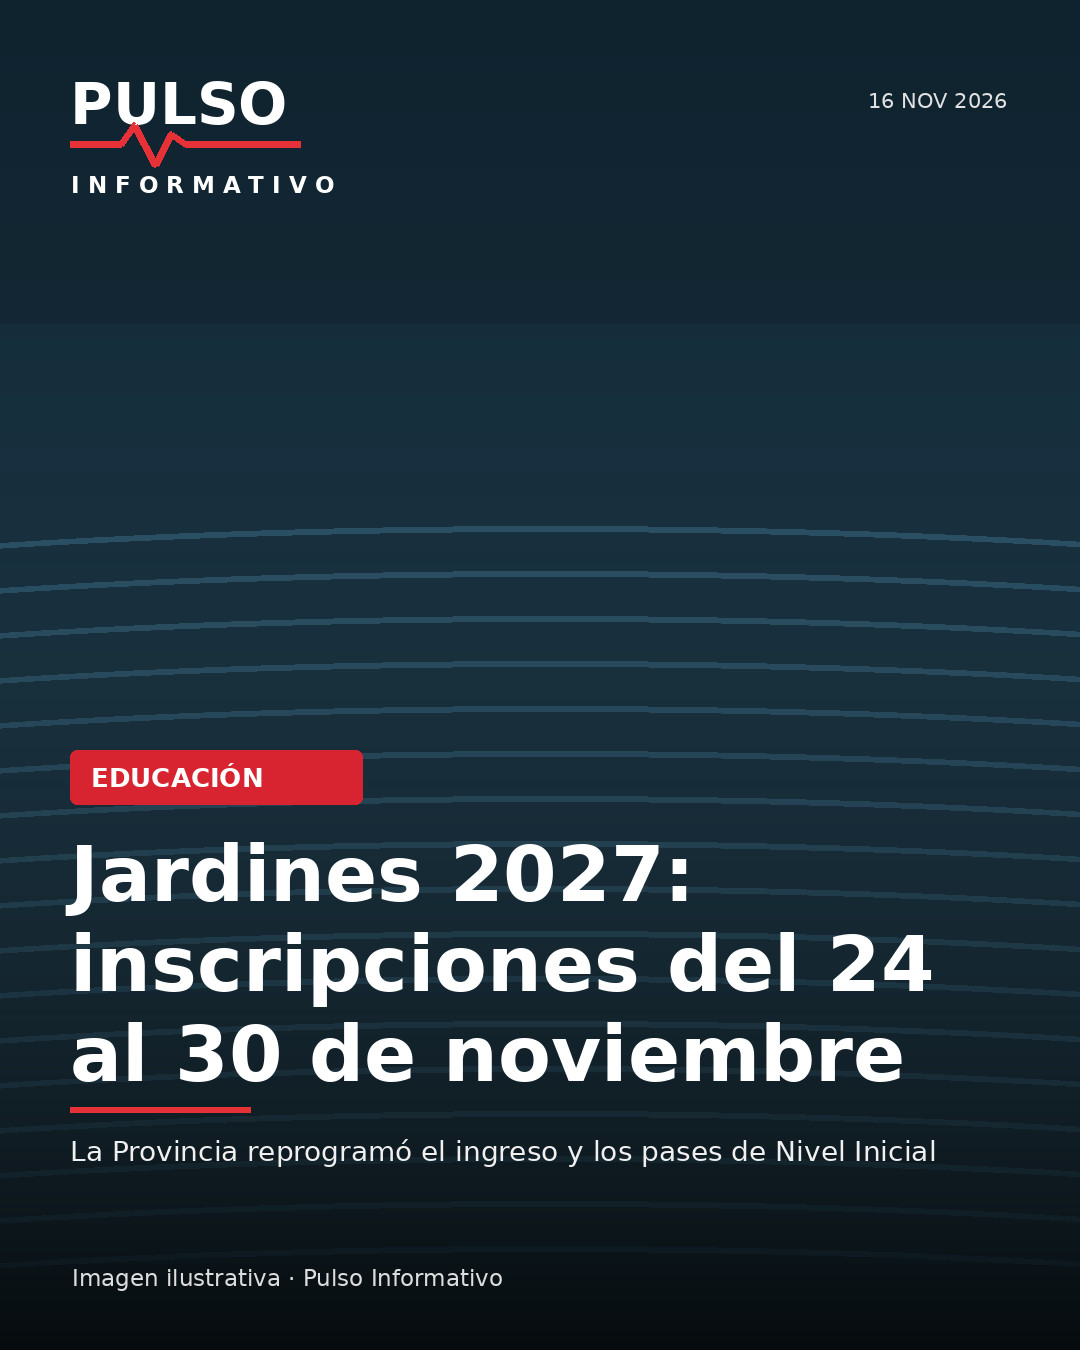 PULSO
INFORMATIVO
16 NOV 2026
EDUCACIÓN
Jardines 2027:
inscripciones del 24
al 30 de noviembre
La Provincia reprogramó el ingreso y los pases de Nivel Inicial
Imagen ilustrativa · Pulso Informativo